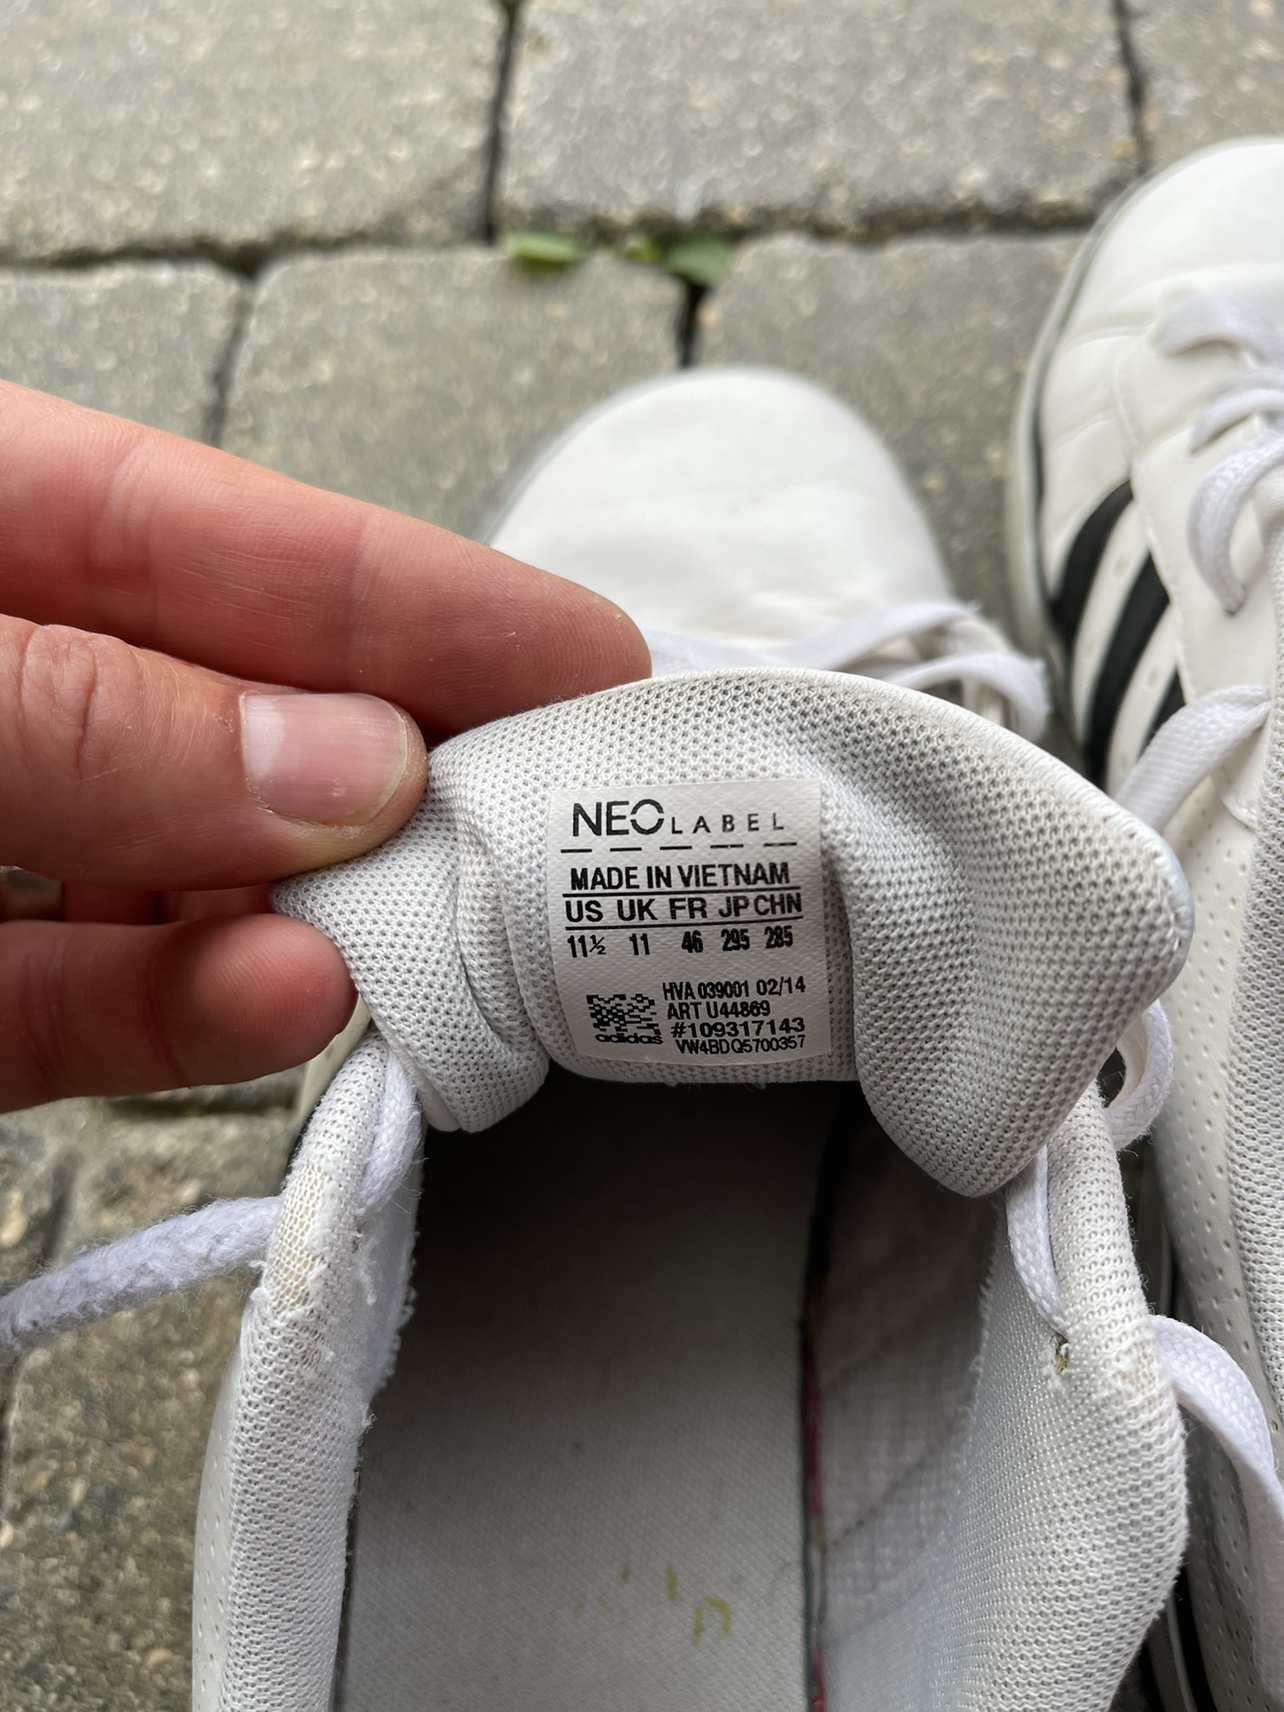 NEO LABEL
MADE IN VIETNAM
US UK FR JP CHN
11½ 11 46 295 285
HVA 039001 02/14
ART U44869
#109317143
adidas VW4BDQ5700357